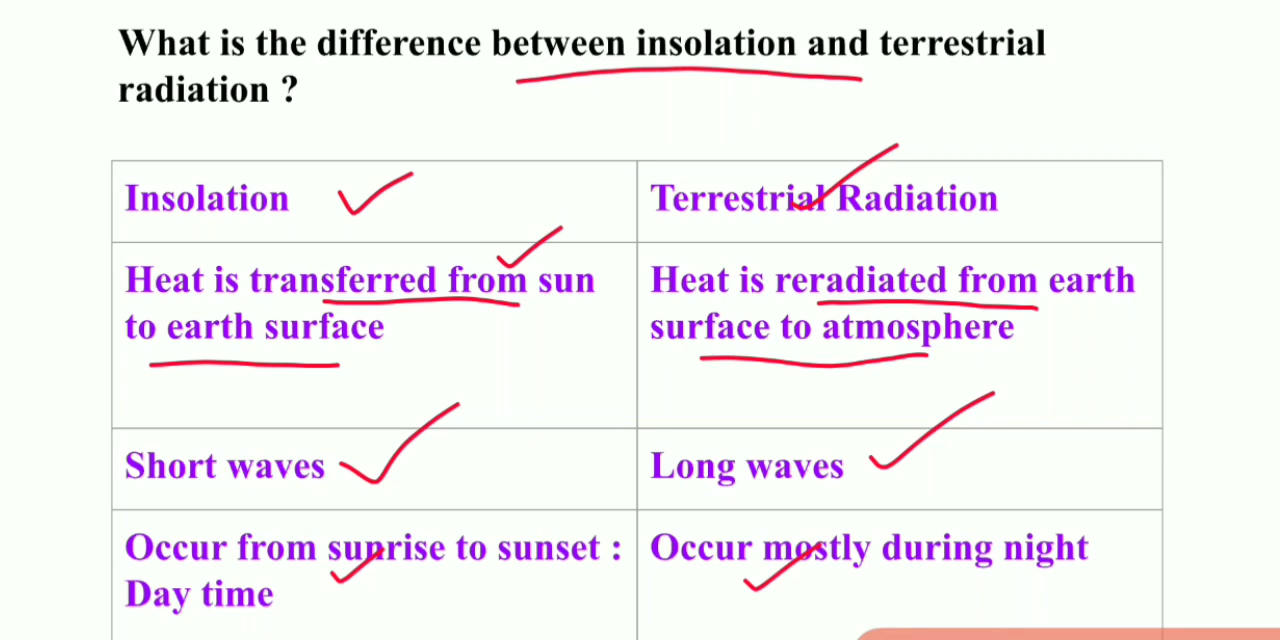 What is the difference between insolation and terrestrial
radiation ?
Insolation
Terrestrial Radiation
Heat is transferred from sun
to earth surface
Heat is reradiated from earth
surface to atmosphere
Short waves
Long waves
Occur from sunrise to sunset :
Day time
Occur mostly during night